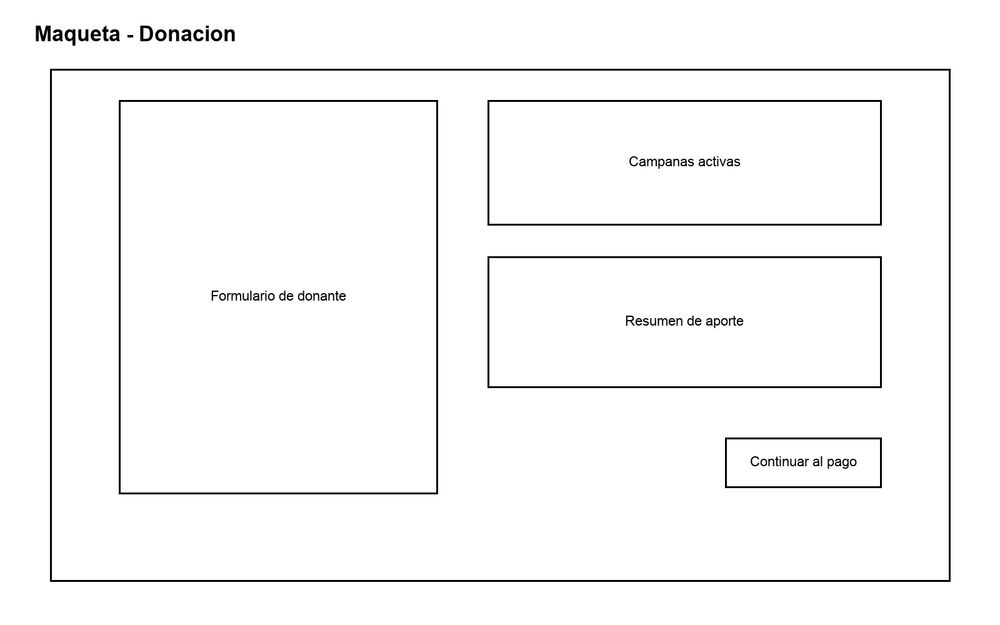 Maqueta - Donacion
Formulario de donante
Campanas activas
Resumen de aporte
Continuar al pago